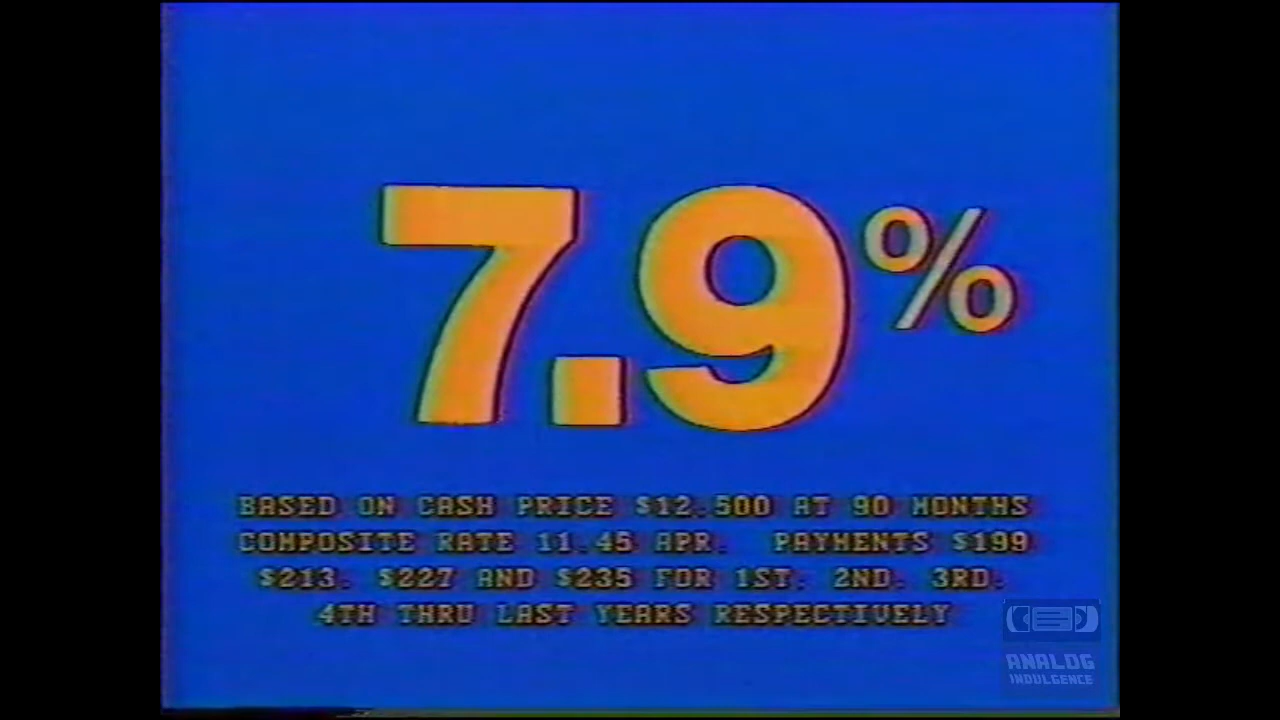 7.9%
BASED ON CASH PRICE $12,500 AT 90 MONTHS
COMPOSITE RATE 11.45 APR. PAYMENTS $199
$213, $227 AND $235 FOR 1ST, 2ND, 3RD,
4TH THRU LAST YEARS RESPECTIVELY
ANALOG
INDULGENCE